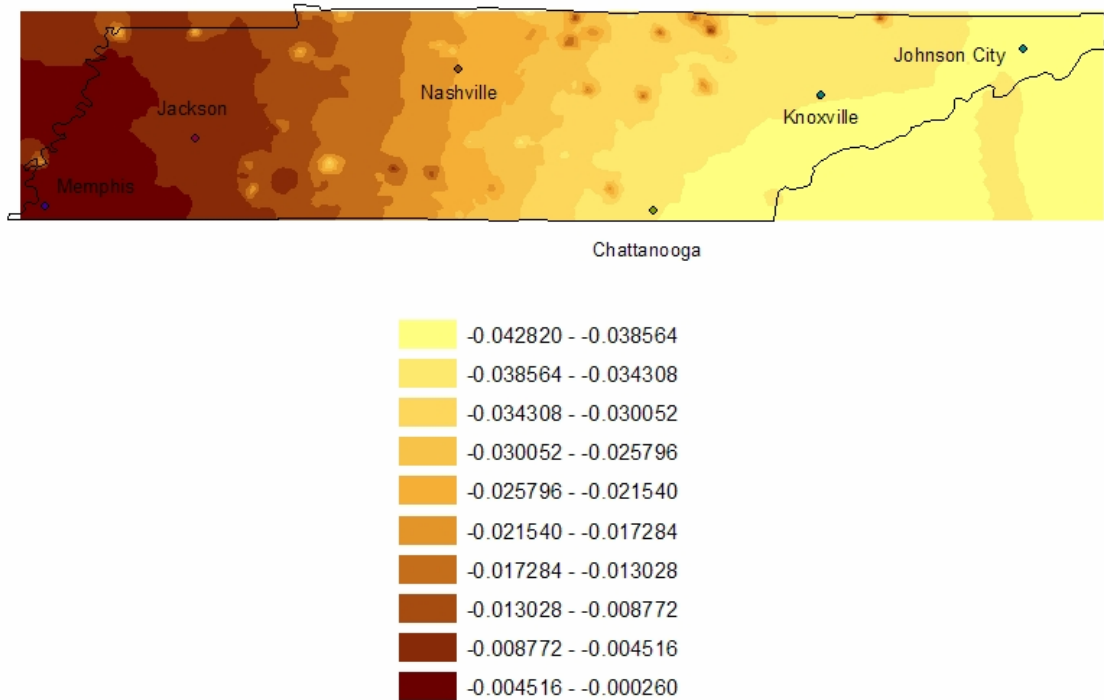 Johnson City
Nashville
Jackson
Knoxville
Memphis
Chattanooga
-0.042820 - -0.038564
-0.038564 - -0.034308
-0.034308 - -0.030052
-0.030052 - -0.025796
-0.025796 - -0.021540
-0.021540 - -0.017284
-0.017284 - -0.013028
-0.013028 - -0.008772
-0.008772 - -0.004516
-0.004516 - -0.000260